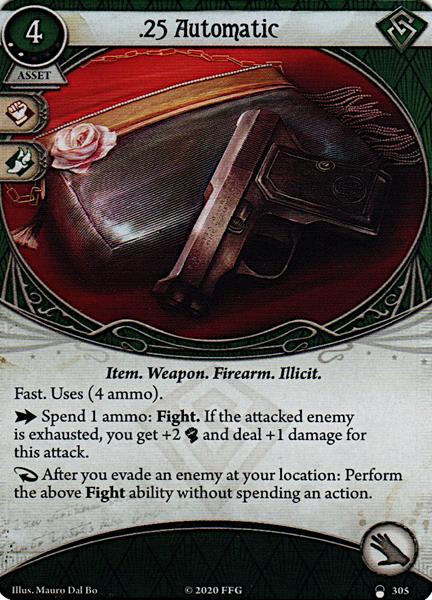 4
.25 Automatic
ASSET
Item. Weapon. Firearm. Illicit.
Fast. Uses (4 ammo).
Spend 1 ammo: Fight. If the attacked enemy
is exhausted, you get +2 and deal +1 damage for
this attack.
After you evade an enemy at your location: Perform
the above Fight ability without spending an action.
Illus. Mauro Dal Bo
© 2020 FFG
305